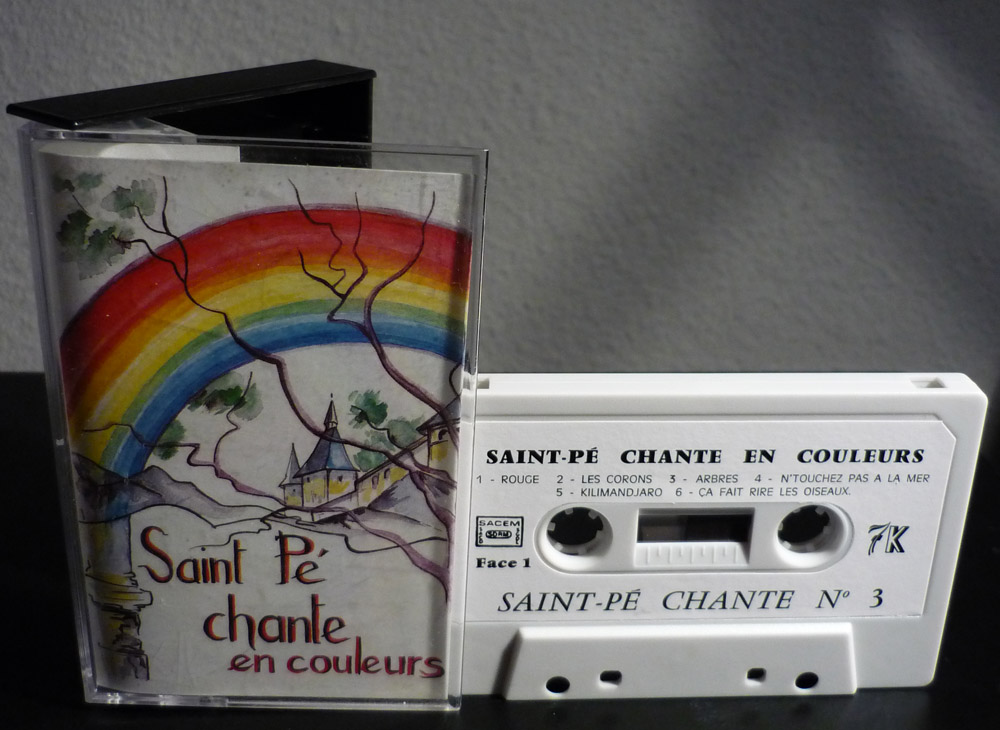 Saint Pé
chante
en couleurs
SAINT-PÉ CHANTE EN COULEURS
1 - ROUGE 2 - LES CORONS 3 - ARBRES 4 - N'TOUCHEZ PAS A LA MER
5 - KILIMANDJARO 6 - ÇA FAIT RIRE LES OISEAUX.
SACEM
Face 1
7K
SAINT-PÉ CHANTE Nº 3